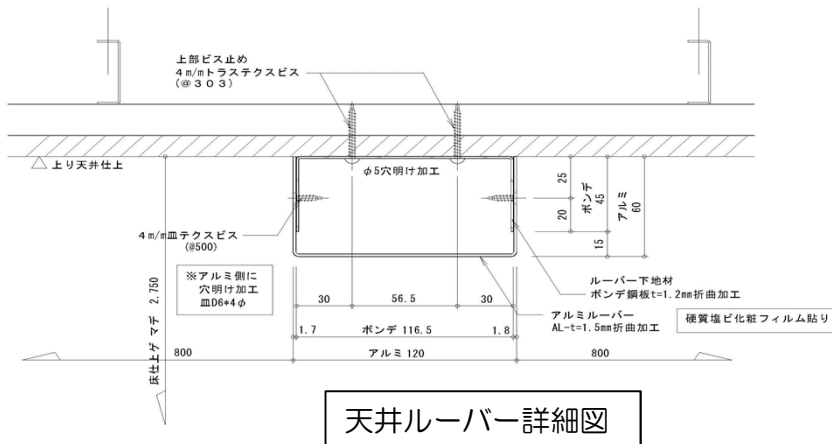 上部ビス止め
4m/mトラステクスビス
(@303)
△ 上り天井仕上
φ5穴明け加工
25
20
ボンデ
45
15
アルミ
60
4m/m皿テクスビス
(@500)
※アルミ側に
穴明け加工
皿D6*4φ
床仕上ゲ マデ 2,750
ルーバー下地材
ボンデ鋼板t=1.2mm折曲加工
アルミルーバー
AL-t=1.5mm折曲加工
硬質塩ビ化粧フィルム貼り
30
56.5
30
1.7
ボンデ 116.5
1.8
800
アルミ 120
800
天井ルーバー詳細図